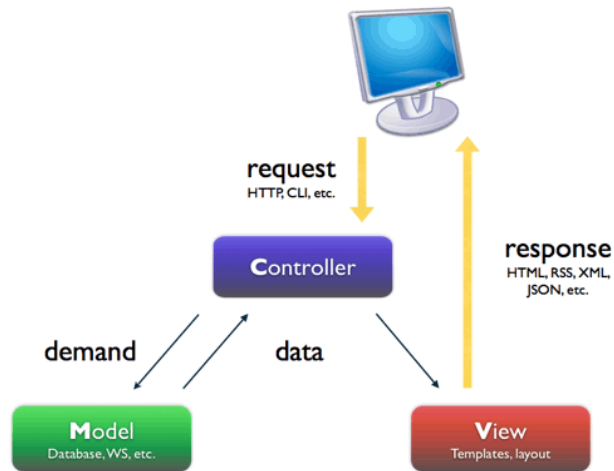 request
HTTP, CLI, etc.
Controller
response
HTML, RSS, XML,
JSON, etc.
demand
data
Model
Database, WS, etc.
View
Templates, layout